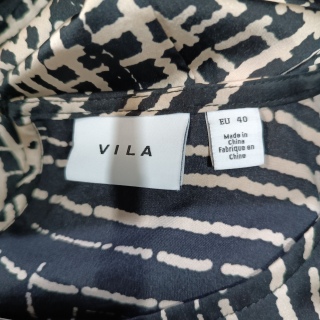 VILA
EU 40
Made in
China
Fabriqué en
Chine